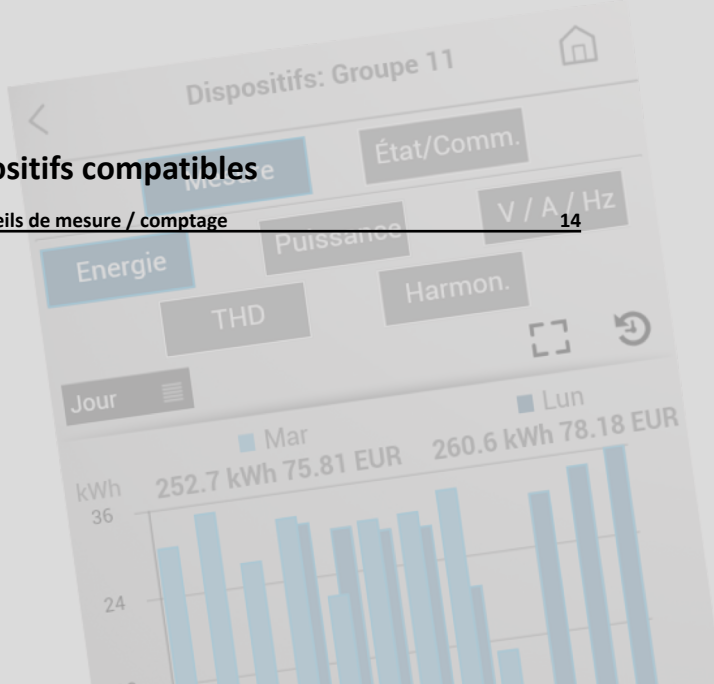 Dispositifs: Groupe 11
ositifs compatibles
Mesure
État/Comm.
eils de mesure / comptage 14
Energie
Puissance
V / A / Hz
THD
Harmon.
Jour
Mar
Lun
kWh
252.7 kWh 75.81 EUR
260.6 kWh 78.18 EUR
36
24